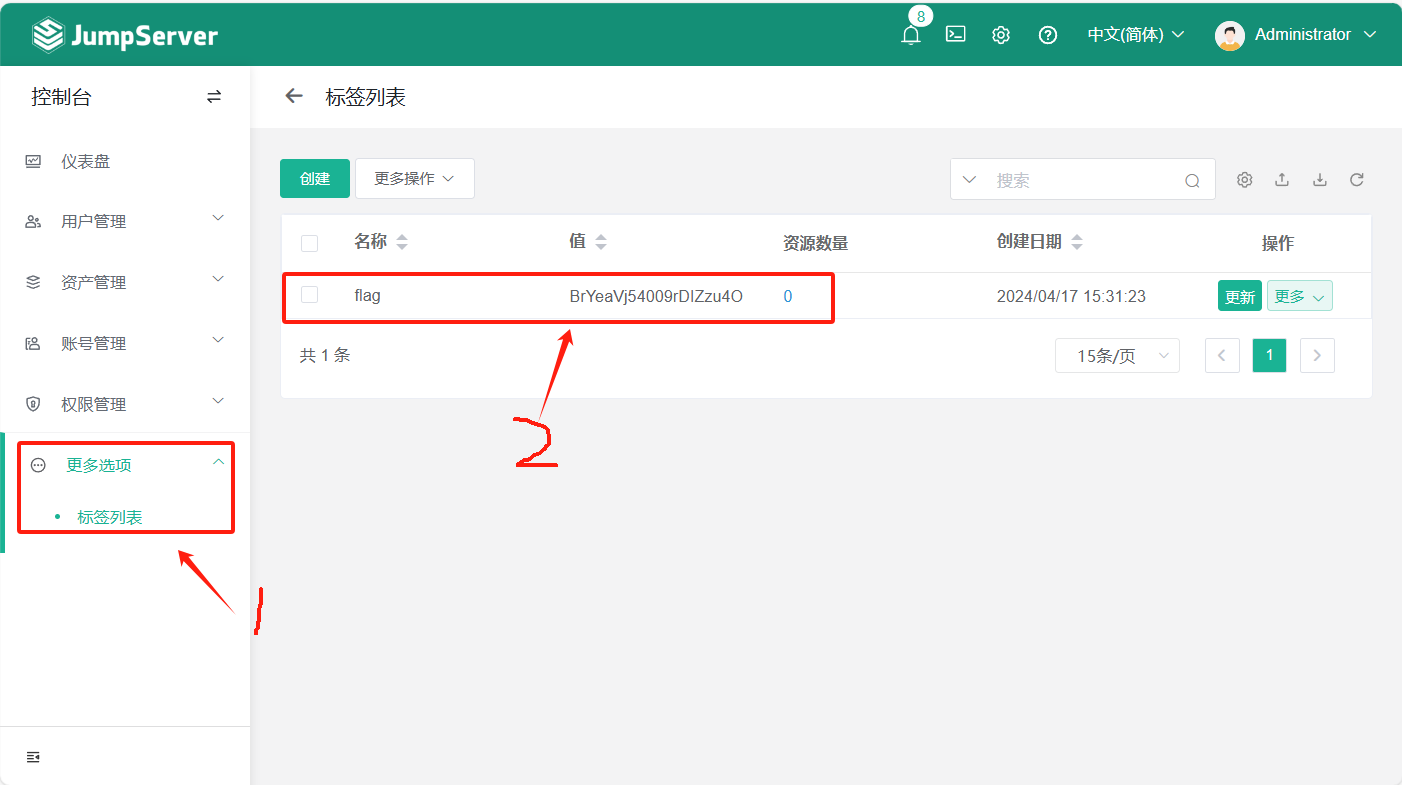 JumpServer
8
中文(简体)
Administrator
控制台
标签列表
仪表盘
用户管理
资产管理
账号管理
权限管理
更多选项
标签列表
创建
更多操作
搜索
名称 值 资源数量 创建日期 操作
flag BrYeaVj54009rDIZzu4O 0 2024/04/17 15:31:23 更新 更多
共 1 条
15条/页
1
2
1